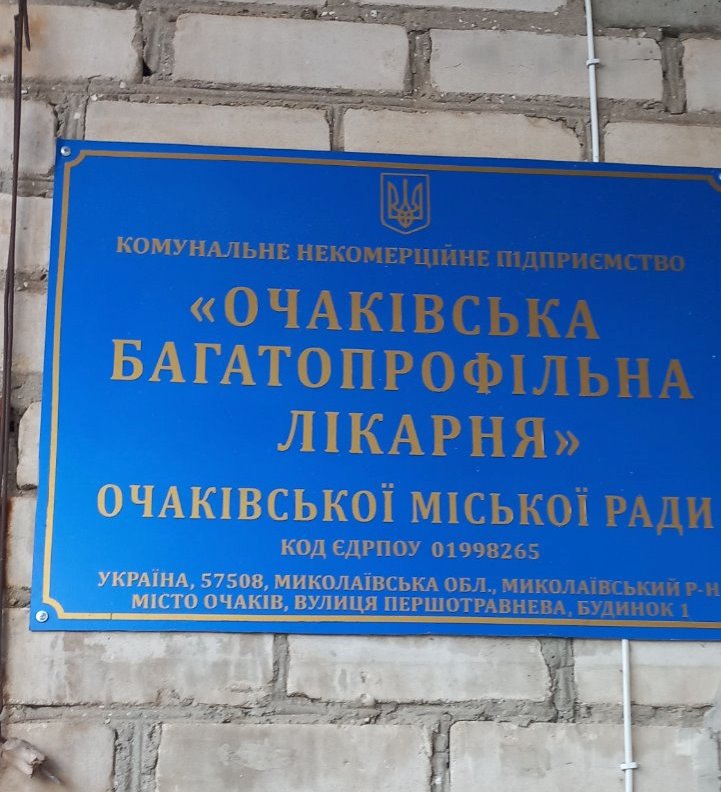 КОМУНАЛЬНЕ НЕКОМЕРЦІЙНЕ ПІДПРИЄМСТВО
«ОЧАКІВСЬКА
БАГАТОПРОФІЛЬНА
ЛІКАРНЯ»
ОЧАКІВСЬКОЇ МІСЬКОЇ РАДИ
КОД ЄДРПОУ 01998265
УКРАЇНА, 57508, МИКОЛАЇВСЬКА ОБЛ., МИКОЛАЇВСЬКИЙ Р-Н
МІСТО ОЧАКІВ, ВУЛИЦЯ ПЕРШОТРАВНЕВА, БУДИНОК 1